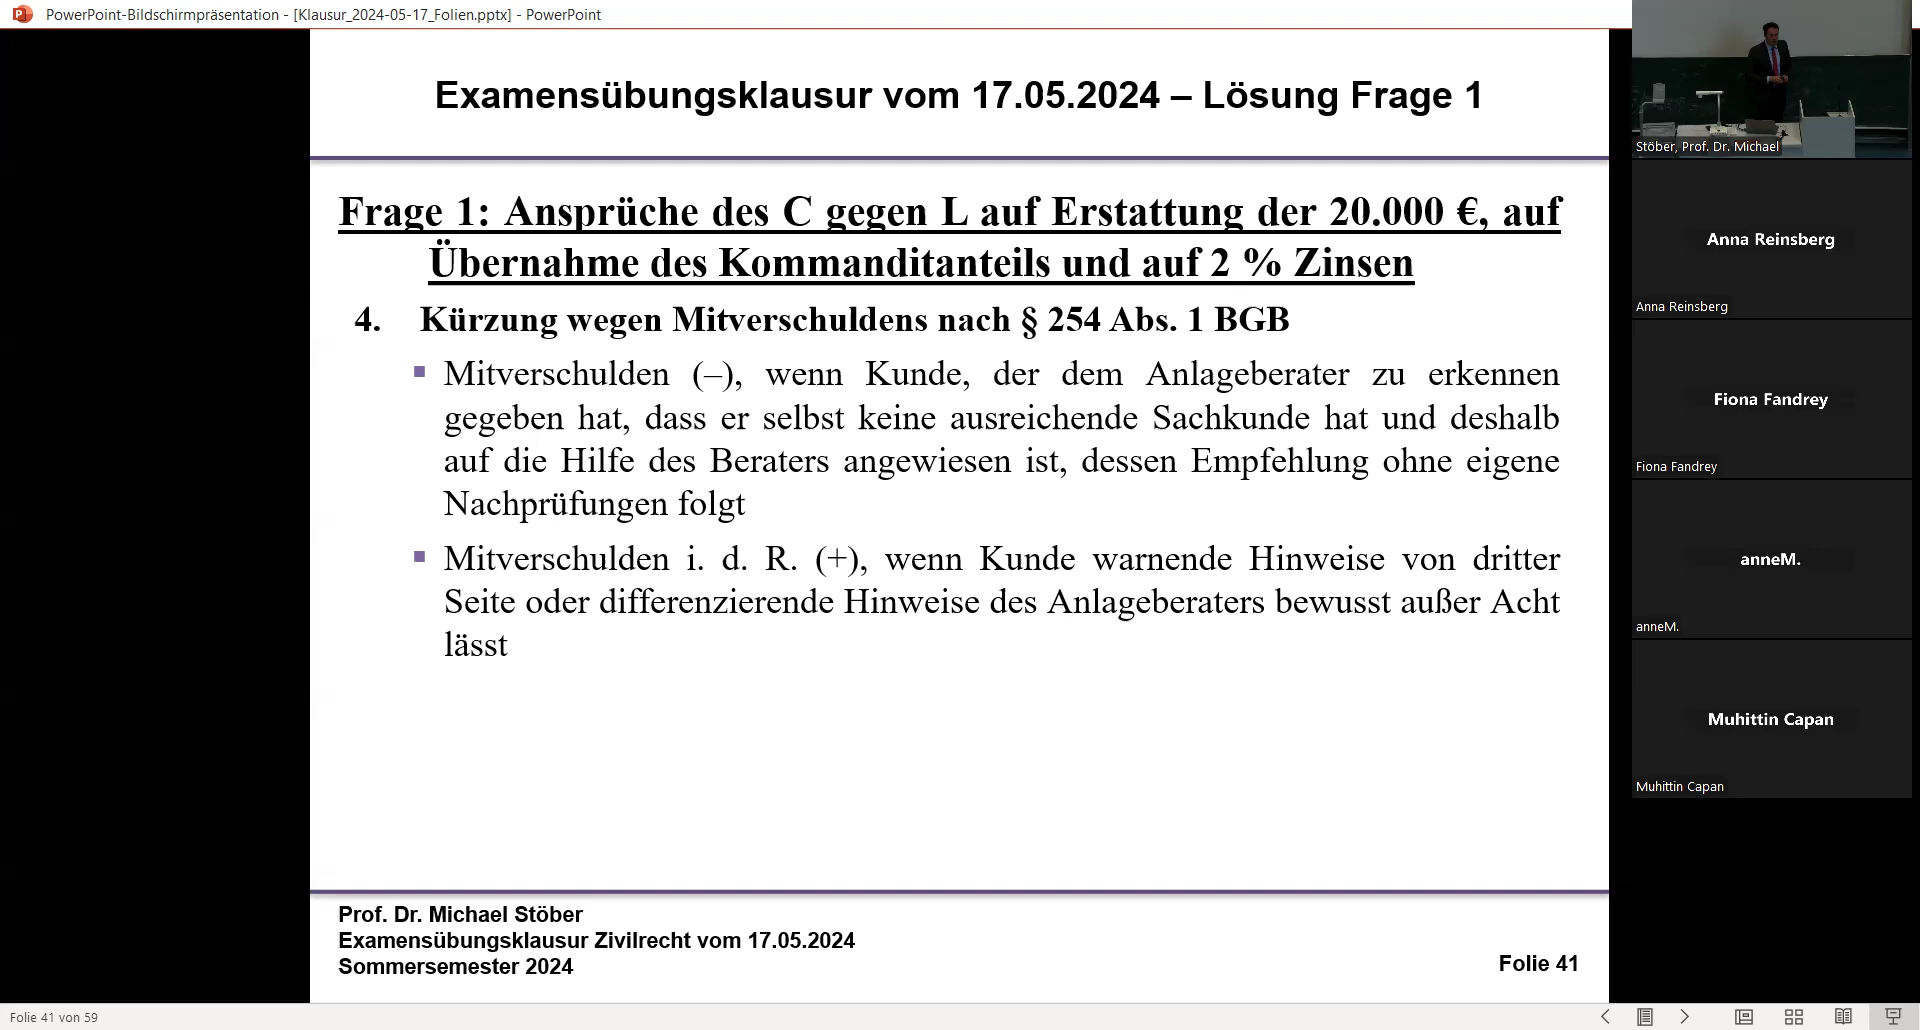 PowerPoint-Bildschirmpräsentation - [Klausur_2024-05-17_Folien.pptx] - PowerPoint
Examensübungsklausur vom 17.05.2024 – Lösung Frage 1
Frage 1: Ansprüche des C gegen L auf Erstattung der 20.000 €, auf
Übernahme des Kommanditanteils und auf 2 % Zinsen
4. Kürzung wegen Mitverschuldens nach § 254 Abs. 1 BGB
▪ Mitverschulden (–), wenn Kunde, der dem Anlageberater zu erkennen
gegeben hat, dass er selbst keine ausreichende Sachkunde hat und deshalb
auf die Hilfe des Beraters angewiesen ist, dessen Empfehlung ohne eigene
Nachprüfungen folgt
▪ Mitverschulden i. d. R. (+), wenn Kunde warnende Hinweise von dritter
Seite oder differenzierende Hinweise des Anlageberaters bewusst außer Acht
lässt
Prof. Dr. Michael Stöber
Examensübungsklausur Zivilrecht vom 17.05.2024
Sommersemester 2024
Folie 41
Stöber, Prof. Dr. Michael
Anna Reinsberg
Anna Reinsberg
Fiona Fandrey
Fiona Fandrey
anneM.
anneM.
Muhittin Capan
Muhittin Capan
Folie 41 von 59